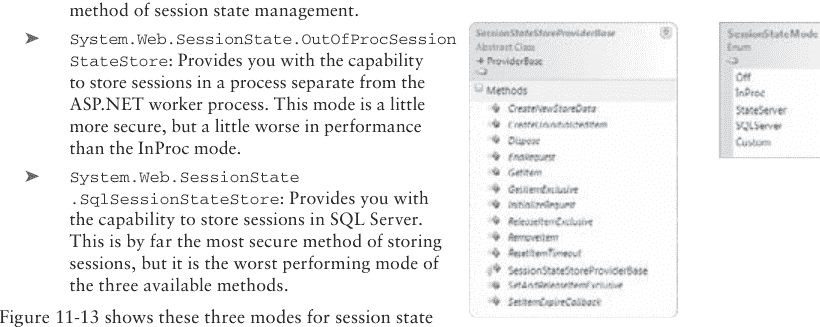 method of session state management.
➤ System.Web.SessionState.OutOfProcSession
StateStore: Provides you with the capability
to store sessions in a process separate from the
ASP.NET worker process. This mode is a little
more secure, but a little worse in performance
than the InProc mode.
➤ System.Web.SessionState
.SqlSessionStateStore: Provides you with
the capability to store sessions in SQL Server.
This is by far the most secure method of storing
sessions, but it is the worst performing mode of
the three available methods.
Figure 11-13 shows these three modes for session state
SessionStateStoreProviderBase
Abstract Class
ProviderBase
Methods
CreateNewStoreData
CreateUninitializedItem
Dispose
EndRequest
GetItem
GetItemExclusive
InitializeRequest
ReleaseItemExclusive
RemoveItem
ResetItemTimeout
SessionStateStoreProviderBase
SetAndReleaseItemExclusive
SetItemExpireCallback
SessionStateMode
Enum
Off
InProc
StateServer
SQLServer
Custom